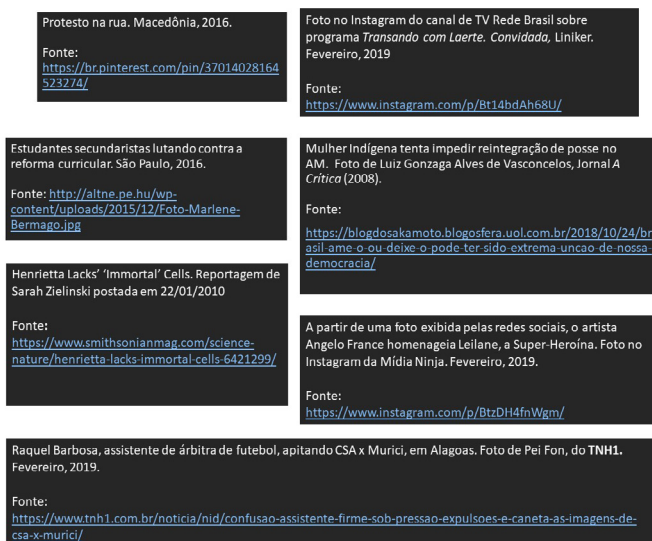 Protesto na rua. Macedônia, 2016.
Fonte:
https://br.pinterest.com/pin/37014028164
523274/
Foto no Instagram do canal de TV Rede Brasil sobre
programa Transando com Laerte. Convidada, Liniker.
Fevereiro, 2019
Fonte:
https://www.instagram.com/p/Bt14bdAh68U/
Estudantes secundaristas lutando contra a
reforma curricular. São Paulo, 2016.
Fonte: http://altne.pe.hu/wp-
content/uploads/2015/12/Foto-Marlene-
Bermago.jpg
Mulher Indígena tenta impedir reintegração de posse no
AM. Foto de Luiz Gonzaga Alves de Vasconcelos, Jornal A
Crítica (2008).
Fonte:
https://blogdosakamoto.blogosfera.uol.com.br/2018/10/24/br
asil-ame-o-ou-deixe-o-pode-ter-sido-extrema-uncao-de-nossa-
democracia/
Henrietta Lacks’ ‘Immortal’ Cells. Reportagem de
Sarah Zielinski postada em 22/01/2010
Fonte:
https://www.smithsonianmag.com/science-
nature/henrietta-lacks-immortal-cells-6421299/
A partir de uma foto exibida pelas redes sociais, o artista
Angelo France homenageia Leilane, a Super-Heroína. Foto no
Instagram da Mídia Ninja. Fevereiro, 2019.
Fonte:
https://www.instagram.com/p/BtzDH4fnWgm/
Raquel Barbosa, assistente de árbitra de futebol, apitando CSA x Murici, em Alagoas. Foto de Pei Fon, do TNH1.
Fevereiro, 2019.
Fonte:
https://www.tnh1.com.br/noticia/nid/confusao-assistente-firme-sob-pressao-expulsoes-e-caneta-as-imagens-de-
csa-x-murici/